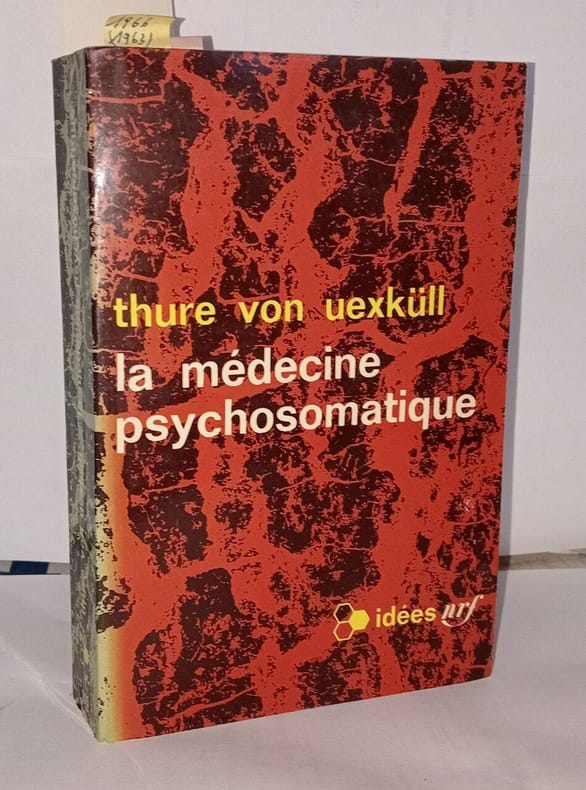 1966
(1963)
thure von uexküll
la médecine
psychosomatique
idées nrf